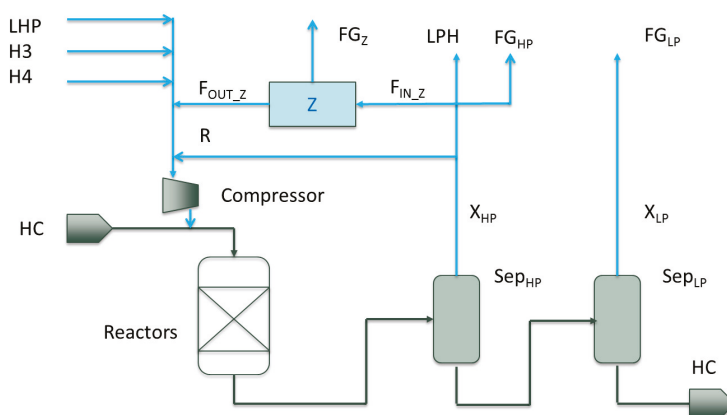 LHP
H3
H4
FG_Z
LPH
FG_HP
FG_LP
F_OUT_Z
Z
F_IN_Z
R
Compressor
X_HP
X_LP
HC
Sep_HP
Sep_LP
Reactors
HC